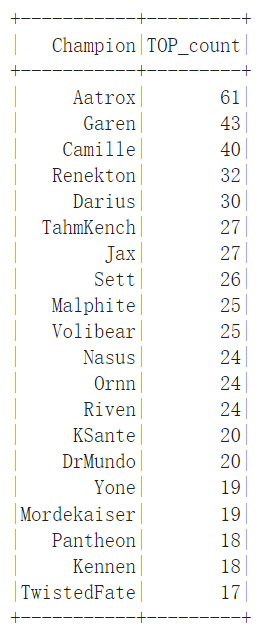 +-----------+---------+
|   Champion|TOP_count|
+-----------+---------+
|     Aatrox|       61|
|      Garen|       43|
|    Camille|       40|
|   Renekton|       32|
|     Darius|       30|
|  TahmKench|       27|
|        Jax|       27|
|       Sett|       26|
|   Malphite|       25|
|   Volibear|       25|
|      Nasus|       24|
|       Ornn|       24|
|      Riven|       24|
|     KSante|       20|
|    DrMundo|       20|
|       Yone|       19|
|Mordekaiser|       19|
|   Pantheon|       18|
|     Kennen|       18|
|TwistedFate|       17|
+-----------+---------+